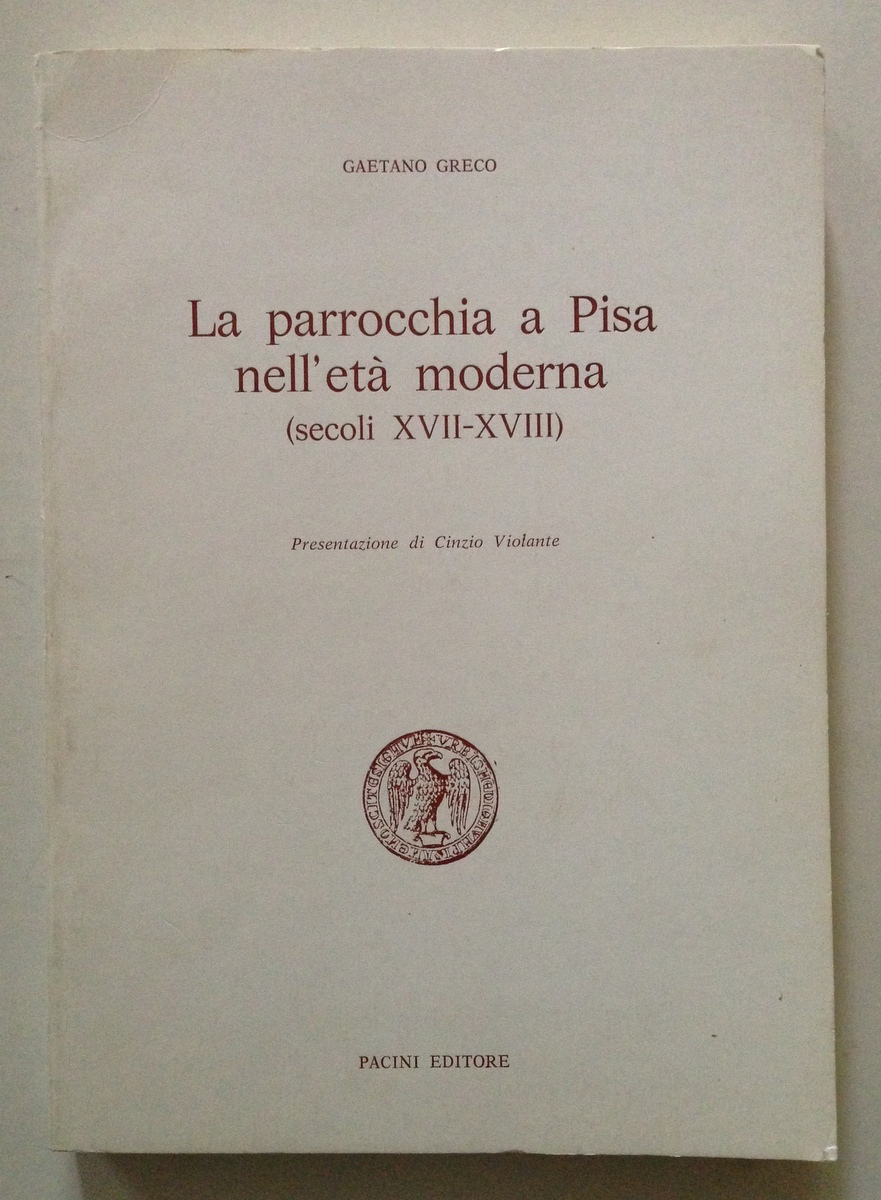 GAETANO GRECO
La parrocchia a Pisa
nell'età moderna
(secoli XVII-XVIII)
Presentazione di Cinzio Violante
PACINI EDITORE